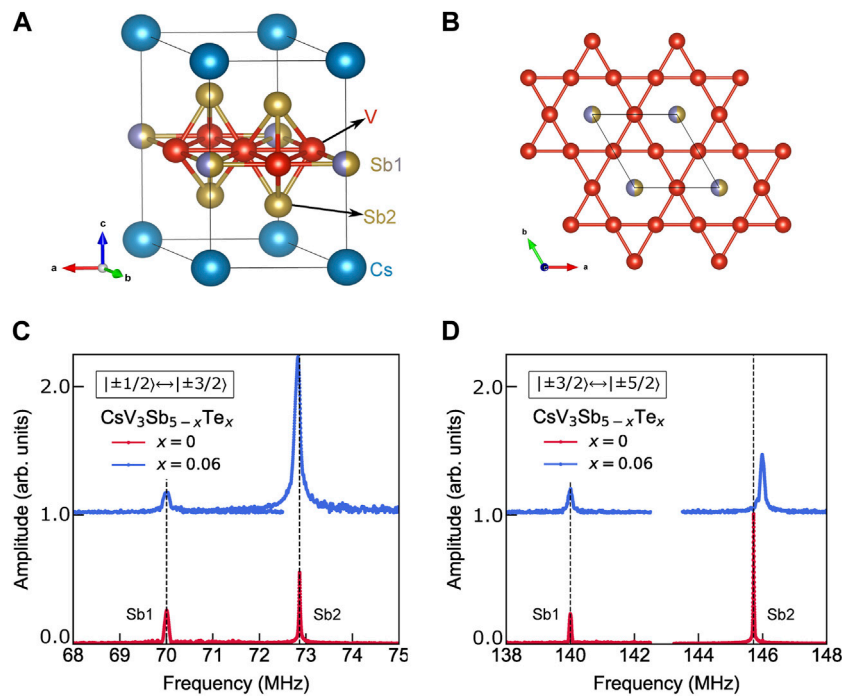 A
V
Sb1
Sb2
Cs
c
a
b
B
b
a
C
Amplitude (arb. units)
2.0
1.0
0.0
|±1/2⟩↔|±3/2⟩
CsV₃Sb₅₋ₓTeₓ
x = 0
x = 0.06
Sb1
Sb2
68 69 70 71 72 73 74 75
Frequency (MHz)
D
Amplitude (arb. units)
2.0
1.0
0.0
|±3/2⟩↔|±5/2⟩
CsV₃Sb₅₋ₓTeₓ
x = 0
x = 0.06
Sb1
Sb2
138 140 142 144 146 148
Frequency (MHz)